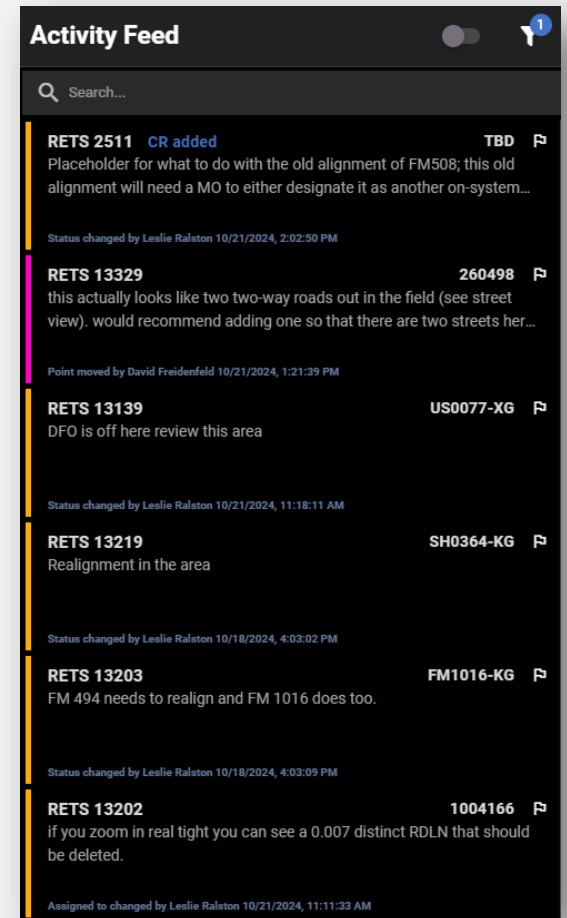 Activity Feed
1
Search...
RETS 2511 CR added TBD
Placeholder for what to do with the old alignment of FM508; this old
alignment will need a MO to either designate it as another on-system...
Status changed by Leslie Ralston 10/21/2024, 2:02:50 PM
RETS 13329 260498
this actually looks like two two-way roads out in the field (see street
view). would recommend adding one so that there are two streets her...
Point moved by David Freidenfeld 10/21/2024, 1:21:39 PM
RETS 13139 US0077-XG
DFO is off here review this area
Status changed by Leslie Ralston 10/21/2024, 11:18:11 AM
RETS 13219 SH0364-KG
Realignment in the area
Status changed by Leslie Ralston 10/18/2024, 4:03:02 PM
RETS 13203 FM1016-KG
FM 494 needs to realign and FM 1016 does too.
Status changed by Leslie Ralston 10/18/2024, 4:03:09 PM
RETS 13202 1004166
if you zoom in real tight you can see a 0.007 distinct RDLN that should
be deleted.
Assigned to changed by Leslie Ralston 10/21/2024, 11:11:33 AM